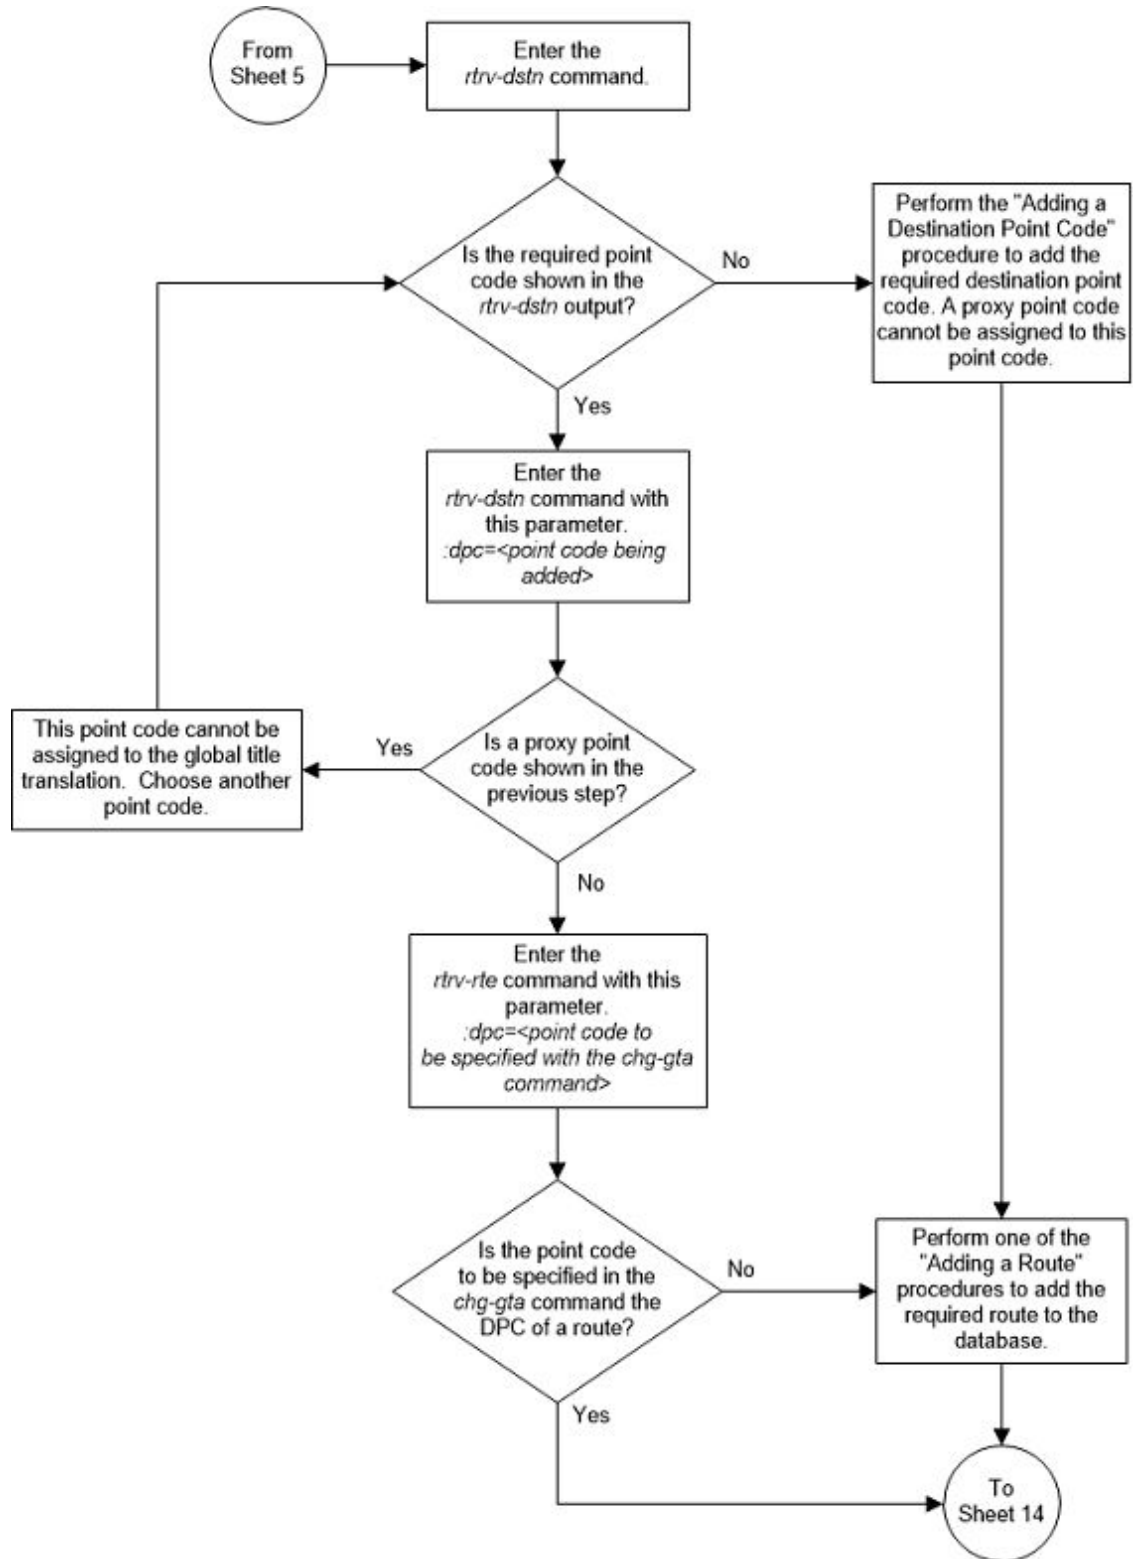 From
Sheet 5
Enter the
rtrv-dstn command.
Is the required point
code shown in the
rtrv-dstn output?
No
Perform the "Adding a
Destination Point Code"
procedure to add the
required destination point
code. A proxy point code
cannot be assigned to this
point code.
Yes
Enter the
rtrv-dstn command with
this parameter.
:dpc=<point code being
added>
Is a proxy point
code shown in the
previous step?
Yes
This point code cannot be
assigned to the global title
translation.  Choose another
point code.
No
Enter the
rtrv-rte command with this
parameter.
:dpc=<point code to
be specified with the chg-gta
command>
Is the point code
to be specified in the
chg-gta command the
DPC of a route?
No
Perform one of the
"Adding a Route"
procedures to add the
required route to the
database.
Yes
To
Sheet 14